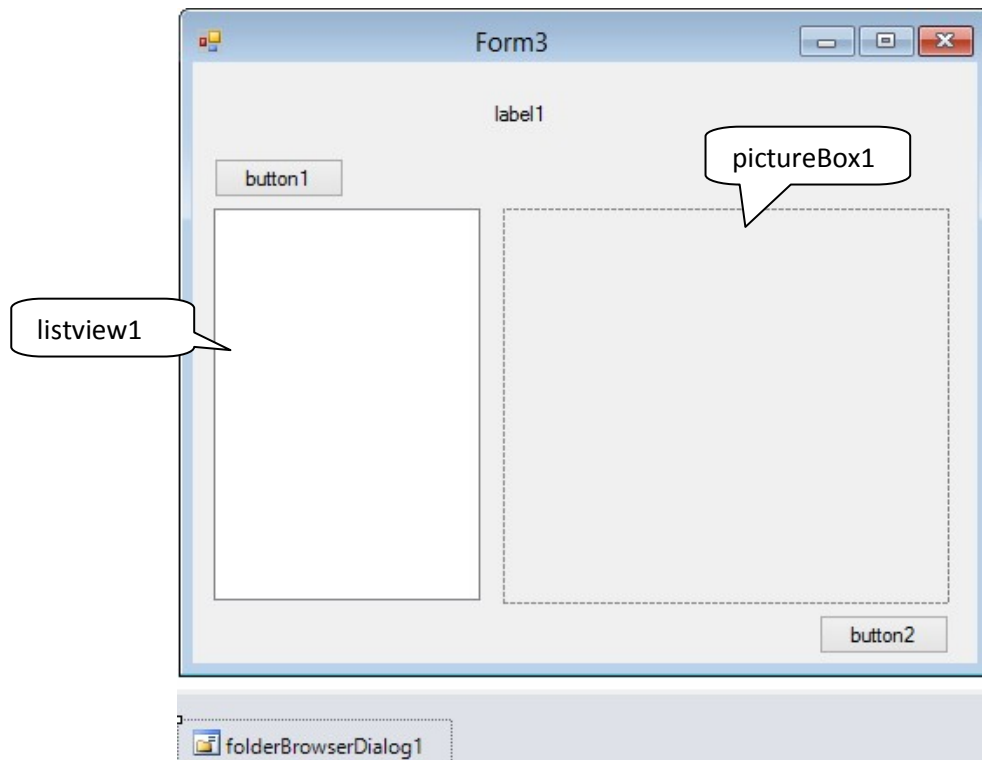 Form3
label1
pictureBox1
button1
listview1
button2
folderBrowserDialog1